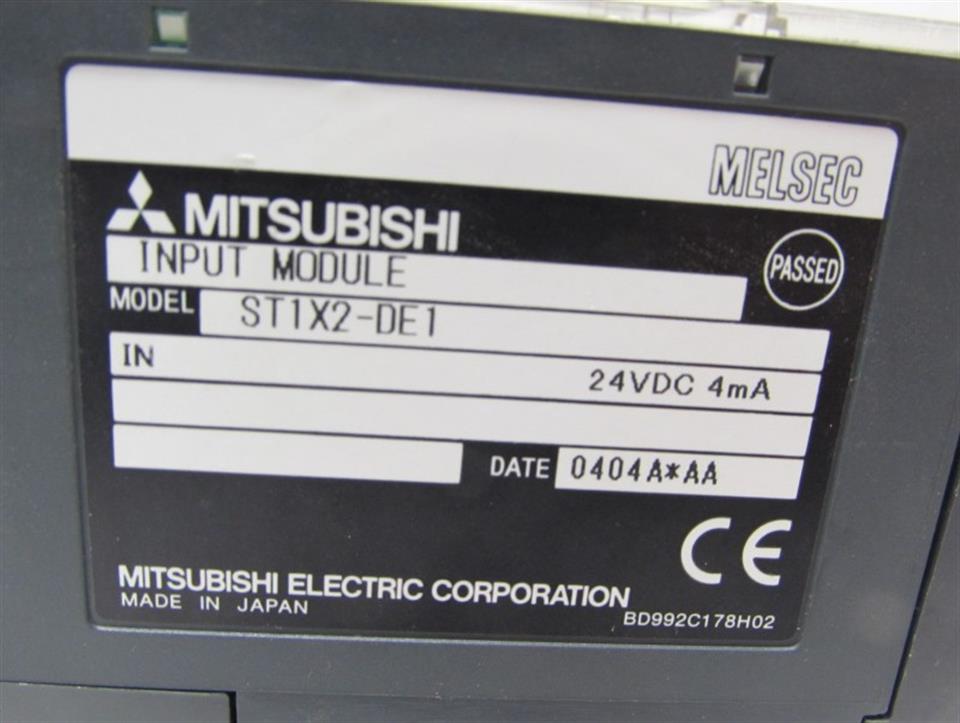 MELSEC
MITSUBISHI
PASSED
INPUT MODULE
MODEL ST1X2-DE1
IN 24VDC 4mA
DATE 0404A*AA
CE
MITSUBISHI ELECTRIC CORPORATION
MADE IN JAPAN BD992C178H02